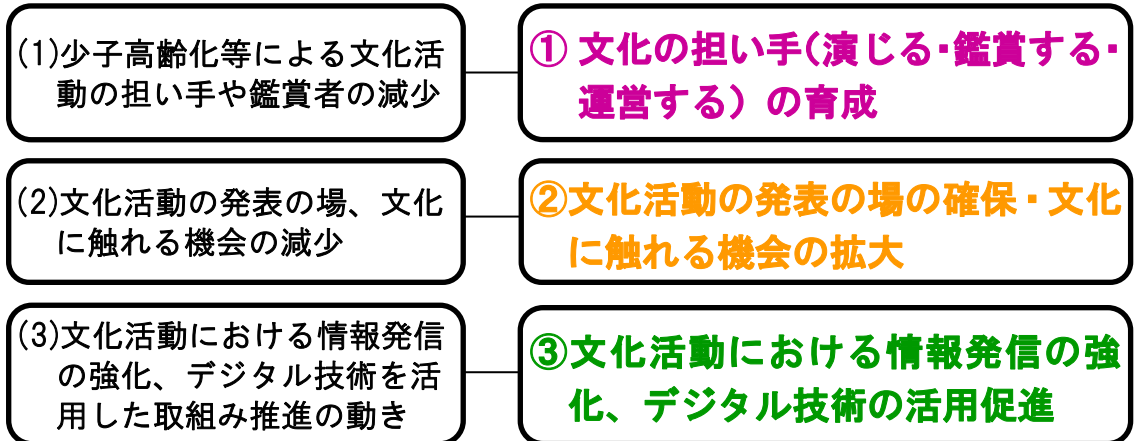 (1)少子高齢化等による文化活
動の担い手や鑑賞者の減少
① 文化の担い手(演じる・鑑賞する・
運営する)の育成
(2)文化活動の発表の場、文化
に触れる機会の減少
②文化活動の発表の場の確保・文化
に触れる機会の拡大
(3)文化活動における情報発信
の強化、デジタル技術を活
用した取組み推進の動き
③文化活動における情報発信の強
化、デジタル技術の活用促進